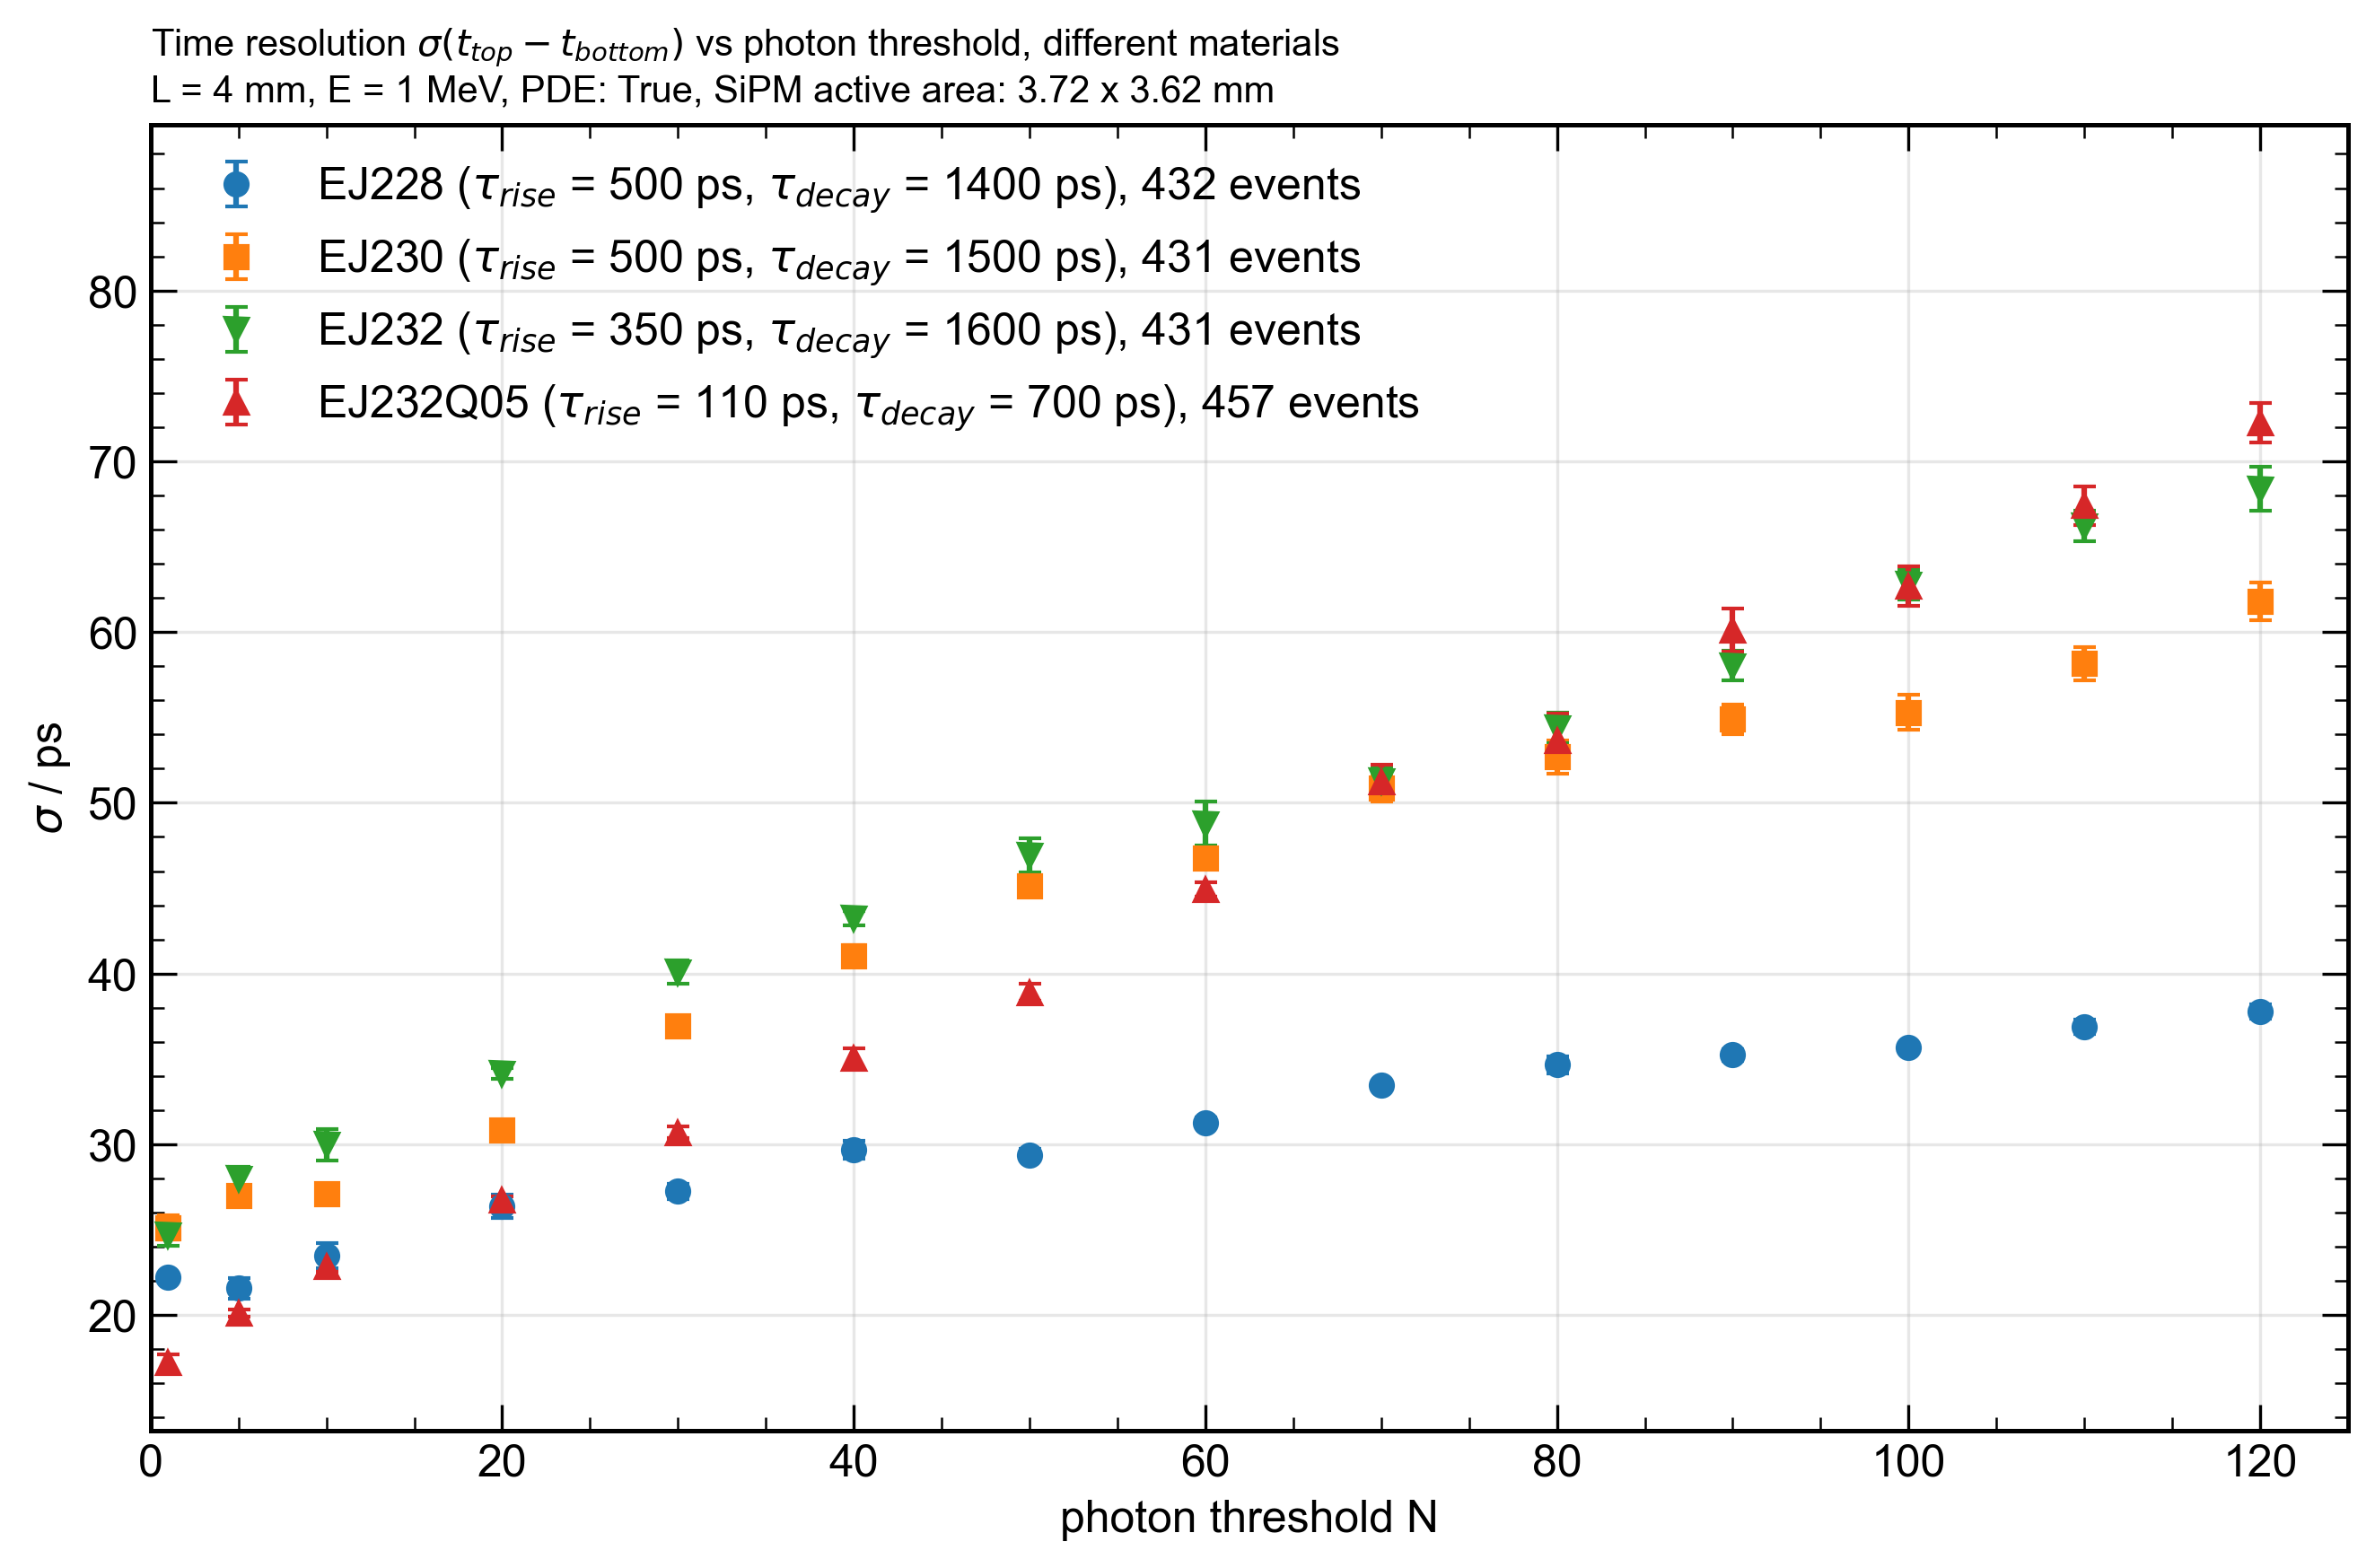 Time resolution σ(t_top − t_bottom) vs photon threshold, different materials
L = 4 mm, E = 1 MeV, PDE: True, SiPM active area: 3.72 x 3.62 mm
EJ228 (τ_rise = 500 ps, τ_decay = 1400 ps), 432 events
EJ230 (τ_rise = 500 ps, τ_decay = 1500 ps), 431 events
EJ232 (τ_rise = 350 ps, τ_decay = 1600 ps), 431 events
EJ232Q05 (τ_rise = 110 ps, τ_decay = 700 ps), 457 events
80
70
60
50
40
30
20
σ / ps
0 20 40 60 80 100 120
photon threshold N